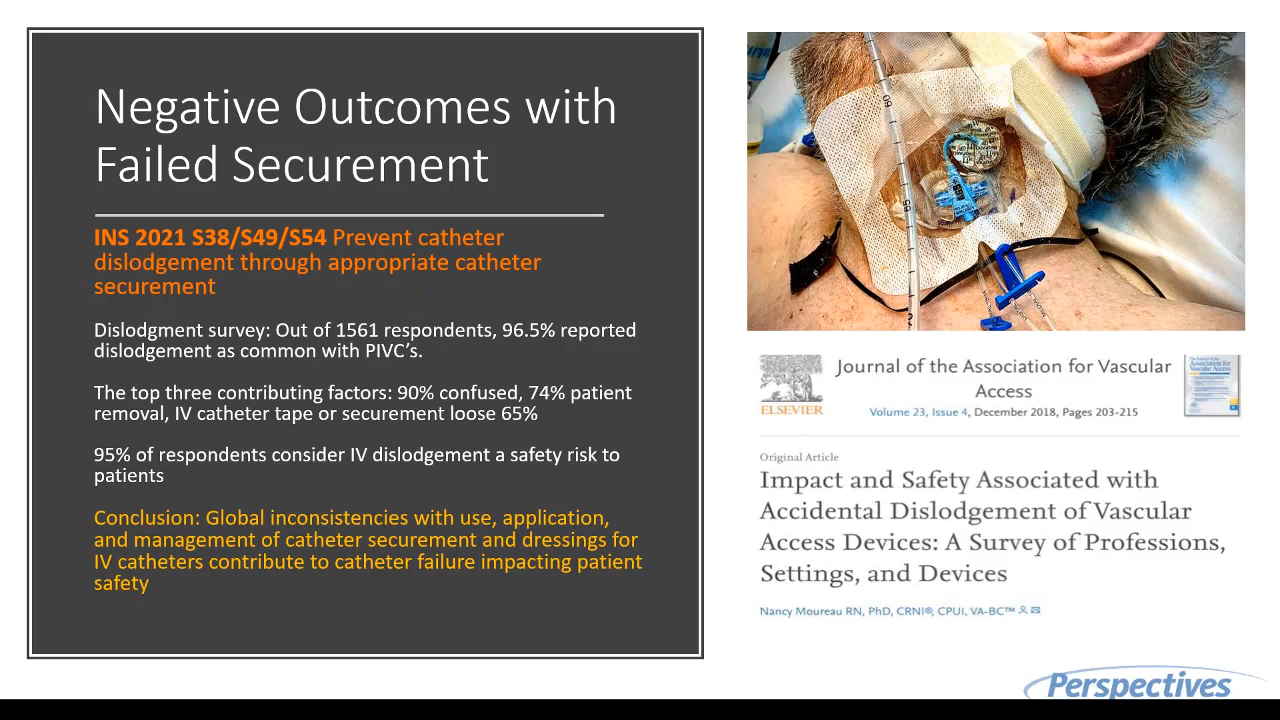 Negative Outcomes with
Failed Securement
INS 2021 S38/S49/S54 Prevent catheter
dislodgement through appropriate catheter
securement
Dislodgment survey: Out of 1561 respondents, 96.5% reported
dislodgement as common with PIVC's.
The top three contributing factors: 90% confused, 74% patient
removal, IV catheter tape or securement loose 65%
95% of respondents consider IV dislodgement a safety risk to
patients
Conclusion: Global inconsistencies with use, application,
and management of catheter securement and dressings for
IV catheters contribute to catheter failure impacting patient
safety
60
ELSEVIER
Journal of the Association for Vascular
Access
Volume 23, Issue 4, December 2018, Pages 203-215
Association for
Vascular Access
Original Article
Impact and Safety Associated with
Accidental Dislodgement of Vascular
Access Devices: A Survey of Professions,
Settings, and Devices
Nancy Moureau RN, PhD, CRNI®, CPUI, VA-BC™
Perspectives